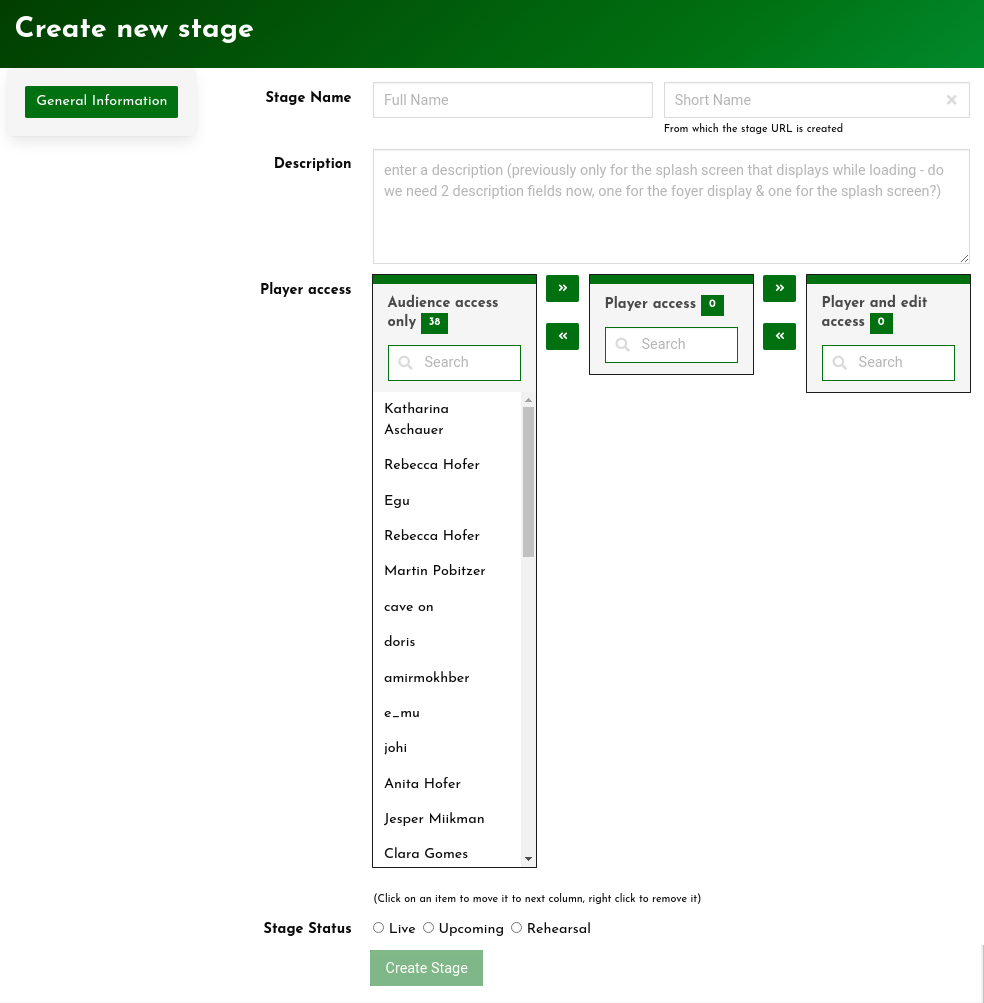 Create new stage
General Information
Stage Name
Full Name
Short Name
From which the stage URL is created
Description
enter a description (previously only for the splash screen that displays while loading - do
we need 2 description fields now, one for the foyer display & one for the splash screen?)
Player access
Audience access
only 38
Search
Player access 0
Search
Player and edit
access 0
Search
Katharina
Aschauer
Rebecca Hofer
Egu
Rebecca Hofer
Martin Pobitzer
cave on
doris
amirmokhber
e_mu
johi
Anita Hofer
Jesper Miikman
Clara Gomes
(Click on an item to move it to next column, right click to remove it)
Stage Status
Live Upcoming Rehearsal
Create Stage